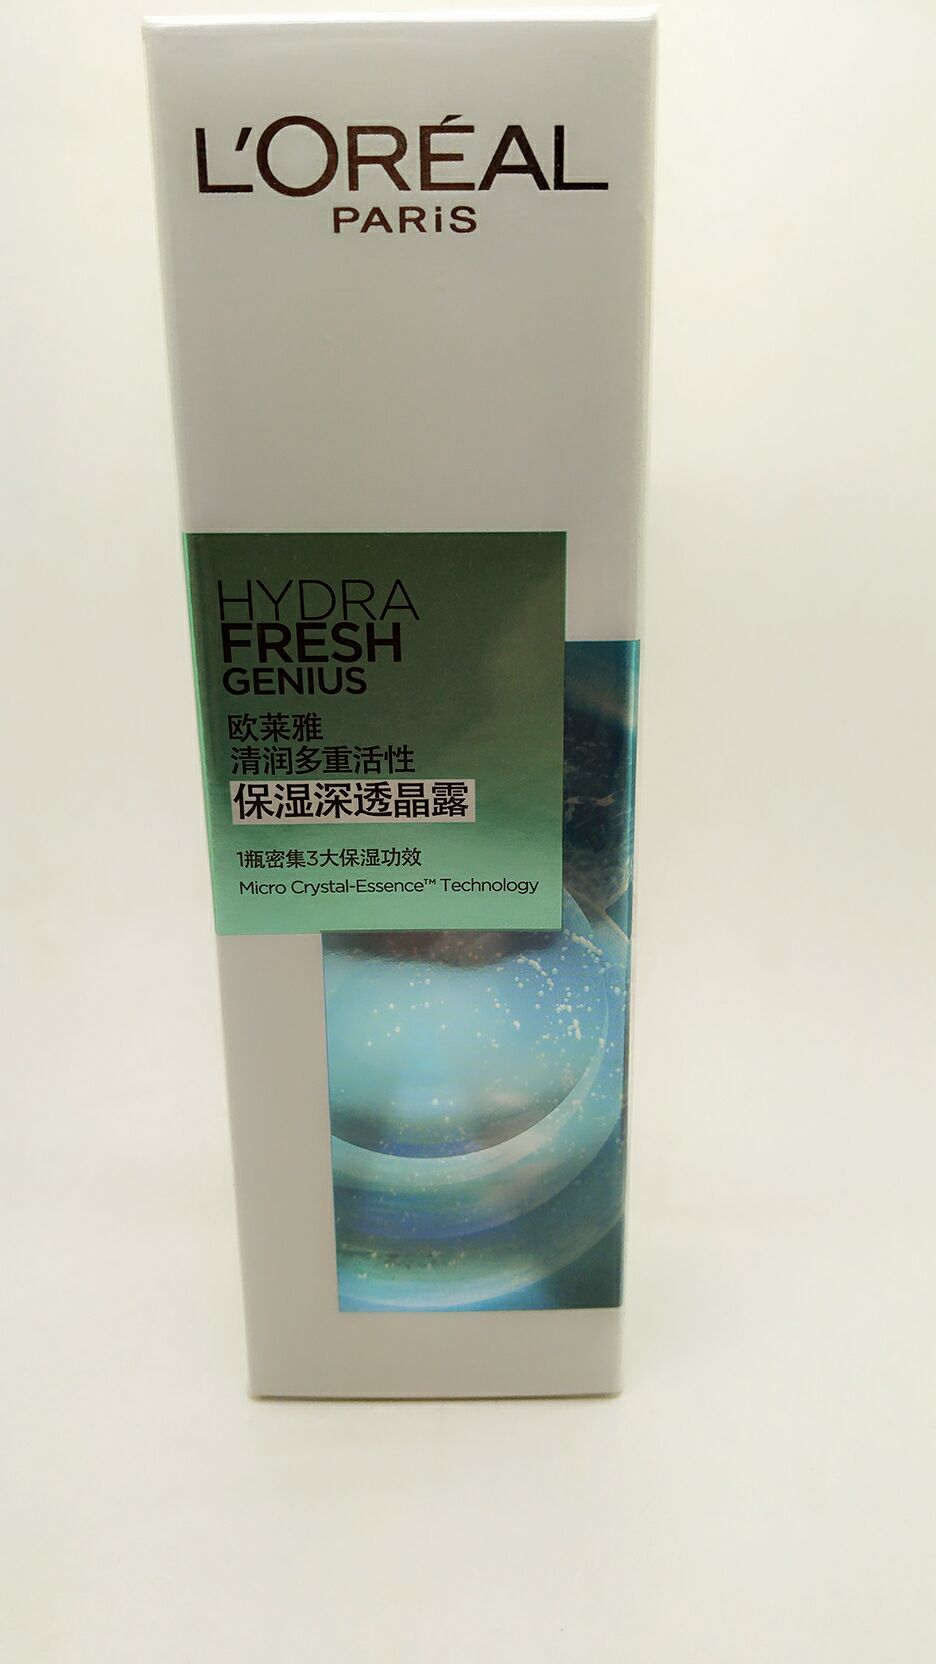 L'ORÉAL
PARiS
HYDRA
FRESH
GENIUS
欧莱雅
清润多重活性
保湿深透晶露
1瓶密集3大保湿功效
Micro Crystal-Essence™ Technology